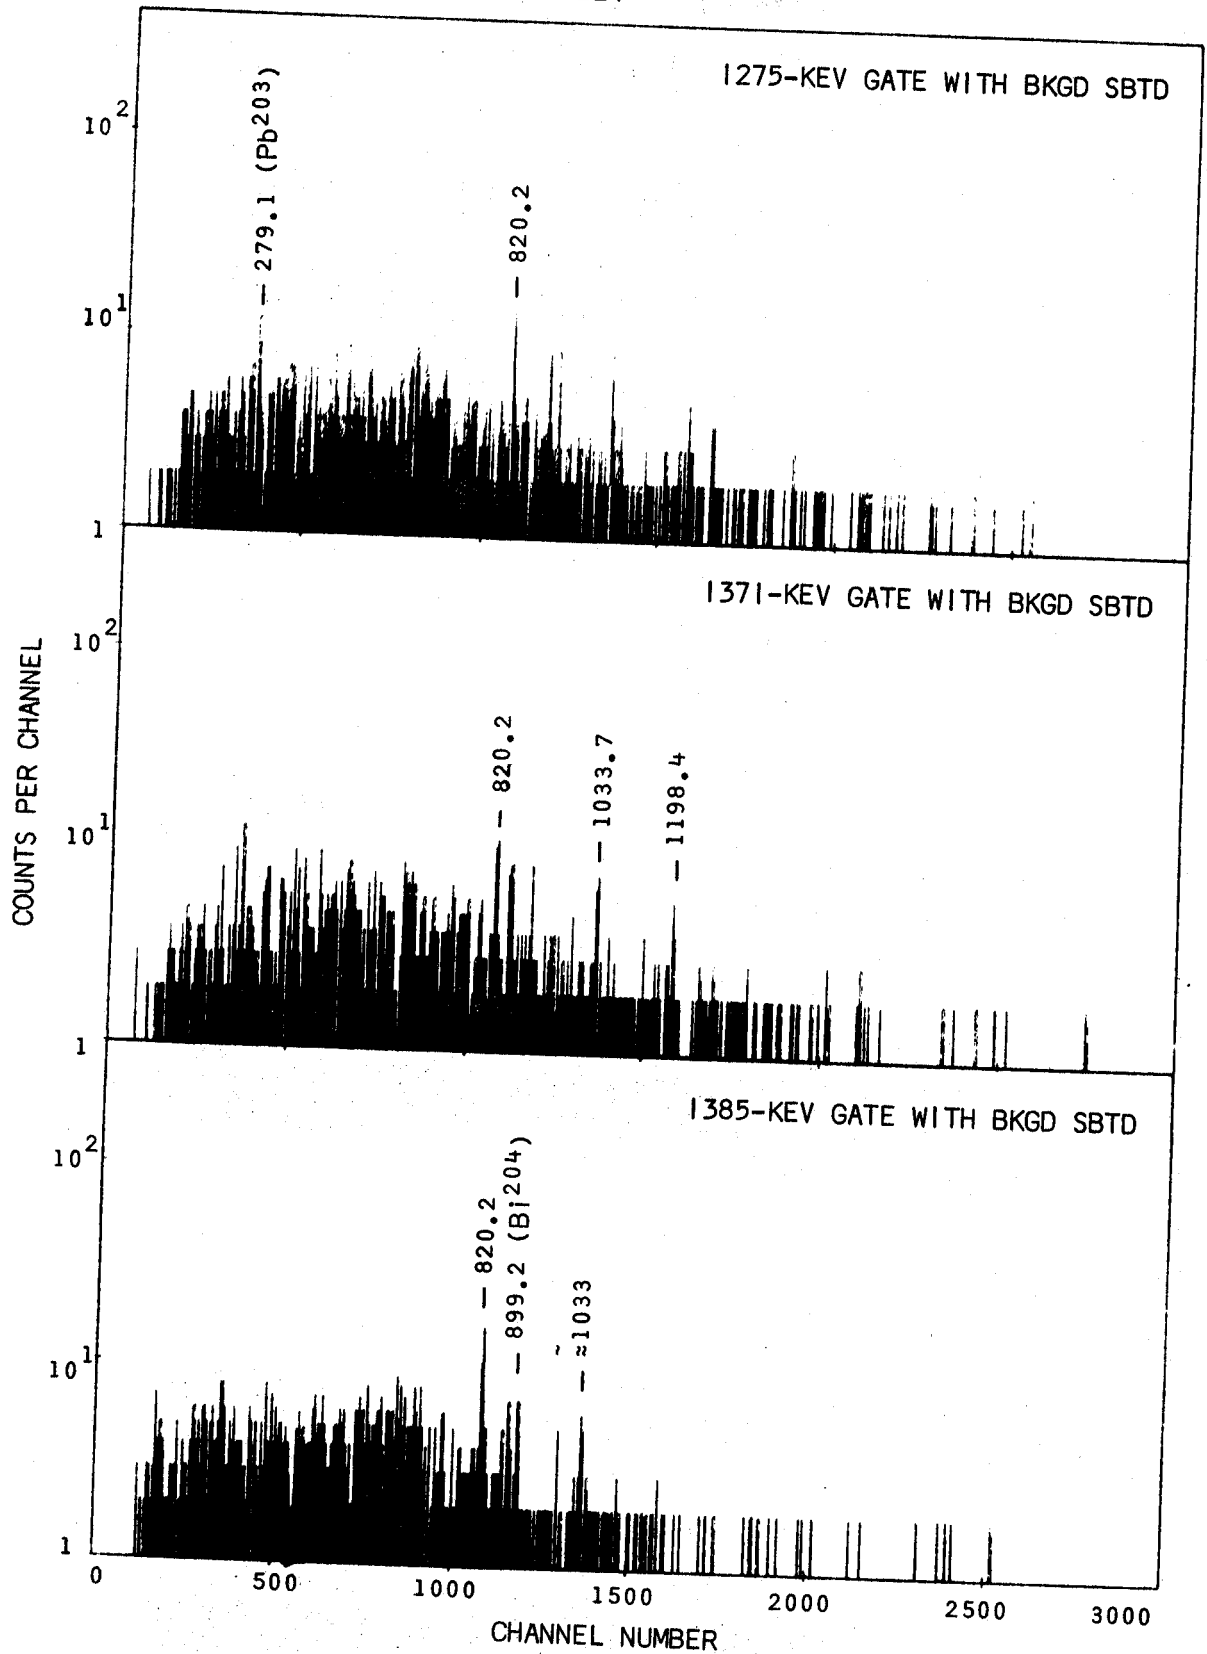 1275-KEV GATE WITH BKGD SBTD
10²
279.1 (Pb²⁰³)
820.2
10¹
1
1371-KEV GATE WITH BKGD SBTD
10²
820.2
1033.7
1198.4
10¹
1
1385-KEV GATE WITH BKGD SBTD
10²
820.2
899.2 (Bi²⁰⁴)
≈1033
10¹
1
0 500 1000 1500 2000 2500 3000
CHANNEL NUMBER
COUNTS PER CHANNEL